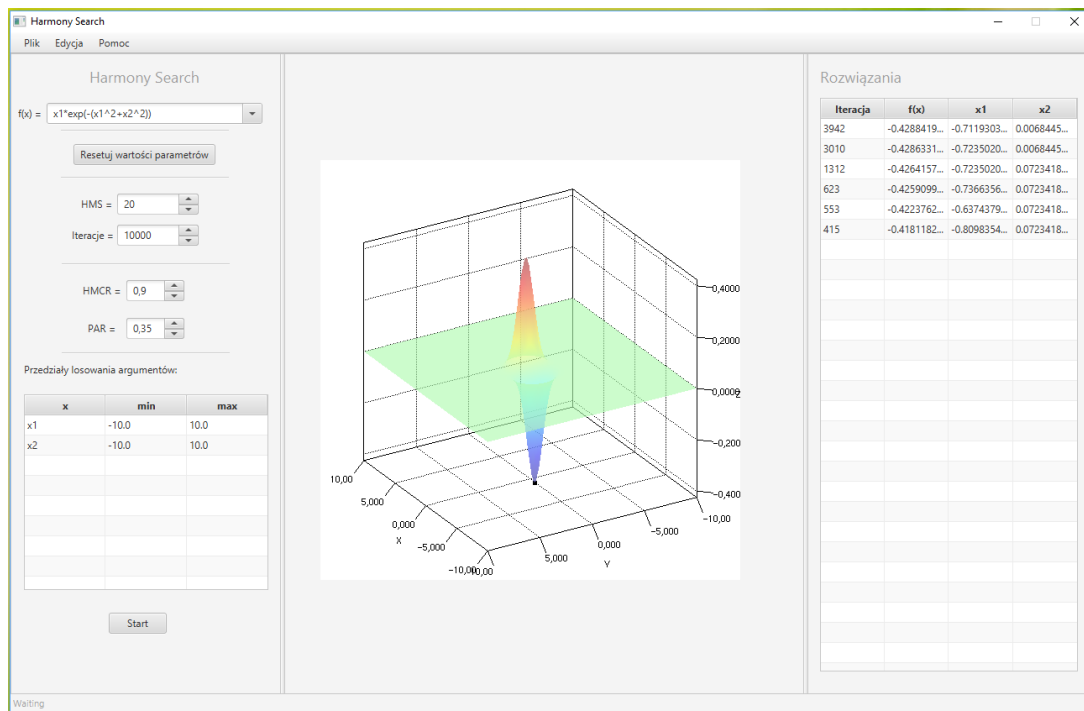 Harmony Search
Plik Edycja Pomoc
Harmony Search
f(x) = x1*exp(-(x1^2+x2^2))
Resetuj wartości parametrów
HMS = 20
Iteracje = 10000
HMCR = 0,9
PAR = 0,35
Przedziały losowania argumentów:
x min max
x1 -10.0 10.0
x2 -10.0 10.0
Start
0,4000
0,2000
0,0000
Z
-0,200
-0,400
10,00
5,000
0,000
X
-5,000
-10,00
10,00
5,000
0,000
Y
-5,000
-10,00
Rozwiązania
Iteracja f(x) x1 x2
3942 -0.4288419... -0.7119303... 0.0068445...
3010 -0.4286331... -0.7235020... 0.0068445...
1312 -0.4264157... -0.7235020... 0.0723418...
623 -0.4259099... -0.7366356... 0.0723418...
553 -0.4223762... -0.6374379... 0.0723418...
415 -0.4181182... -0.8098354... 0.0723418...
Waiting